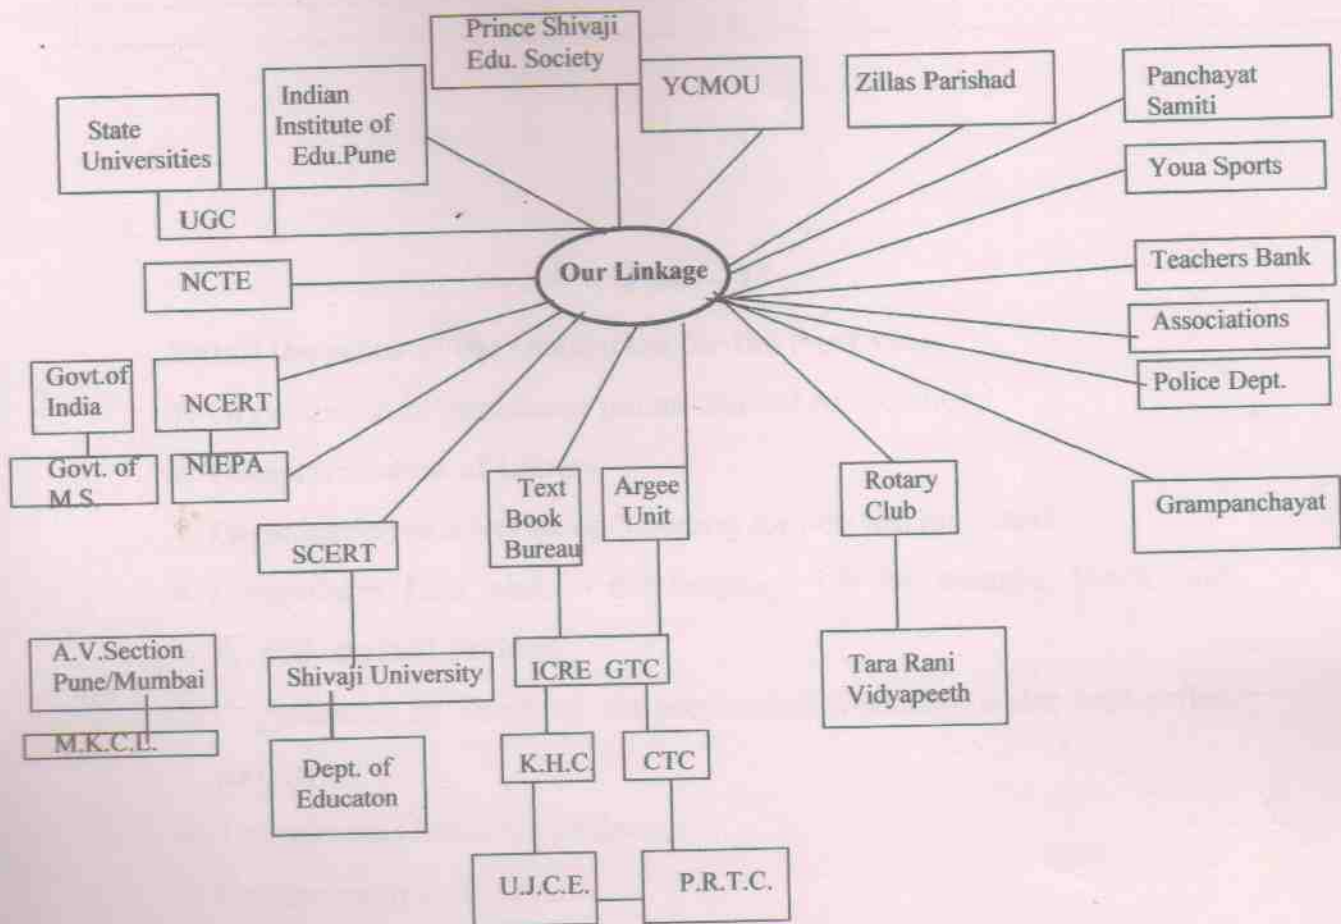 Prince Shivaji
Edu. Society
YCMOU
Zillas Parishad
Panchayat
Samiti
Indian
Institute of
Edu.Pune
State
Universities
UGC
Youa Sports
NCTE
Our Linkage
Teachers Bank
Associations
Police Dept.
Govt.of
India
NCERT
Govt. of
M.S.
NIEPA
Text
Book
Bureau
Argee
Unit
Rotary
Club
Grampanchayat
SCERT
A.V.Section
Pune/Mumbai
Shivaji University
ICRE GTC
Tara Rani
Vidyapeeth
M.K.C.L.
K.H.C.
CTC
Dept. of
Educaton
U.J.C.E.
P.R.T.C.